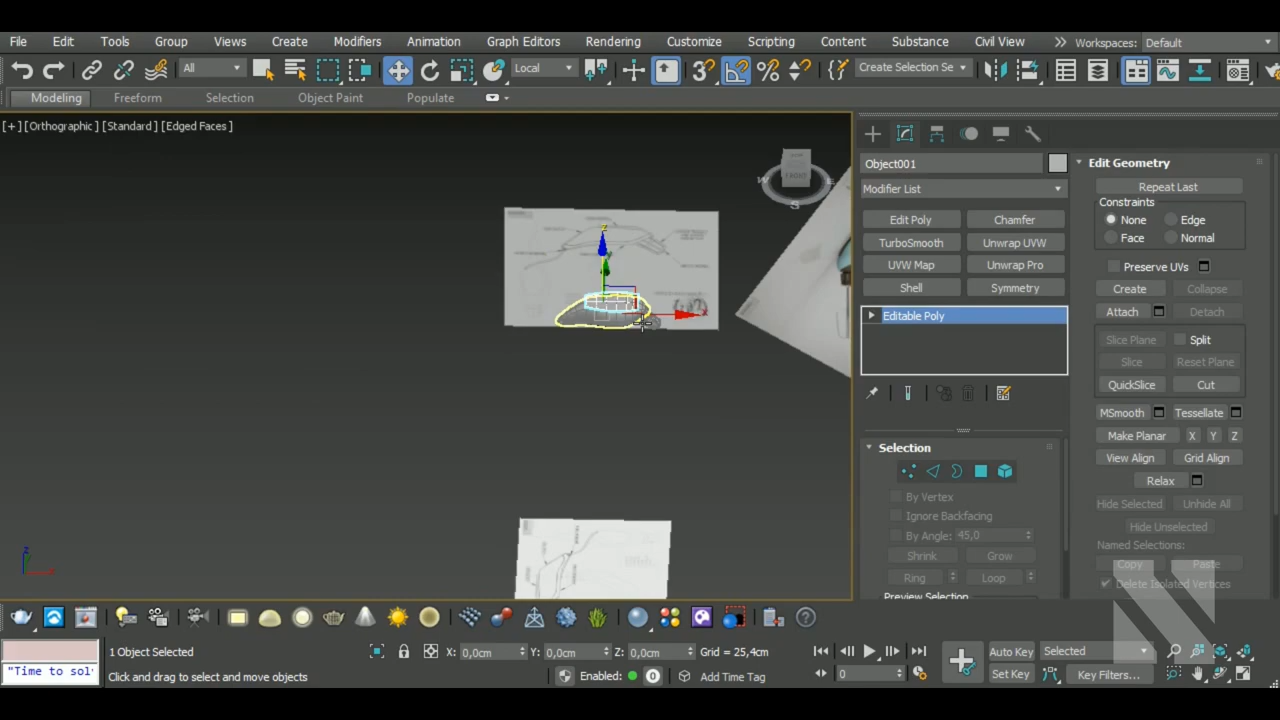 File Edit Tools Group Views Create Modifiers Animation Graph Editors Rendering Customize Scripting Content Substance Civil View Workspaces: Default
All Local Create Selection Se
Modeling Freeform Selection Object Paint Populate
[+] [Orthographic] [Standard] [Edged Faces]
W E
S
z
x
z
Object001
Modifier List
Edit Poly Chamfer
TurboSmooth Unwrap UVW
UVW Map Unwrap Pro
Shell Symmetry
Editable Poly
Selection
By Vertex
Ignore Backfacing
By Angle: 45,0
Shrink Grow
Ring Loop
Preview Selection
Edit Geometry
Repeat Last
Constraints
None Edge
Face Normal
Preserve UVs
Create Collapse
Attach Detach
Slice Plane Split
Slice Reset Plane
QuickSlice Cut
MSmooth Tessellate
Make Planar X Y Z
View Align Grid Align
Relax
Hide Selected Unhide All
Hide Unselected
Named Selections:
Copy Paste
Delete Isolated Vertices
1 Object Selected X: 0,0cm Y: 0,0cm Z: 0,0cm Grid = 25,4cm Auto Key Selected
"Time to sol Click and drag to select and move objects Enabled: 0 Add Time Tag Set Key Key Filters... 0